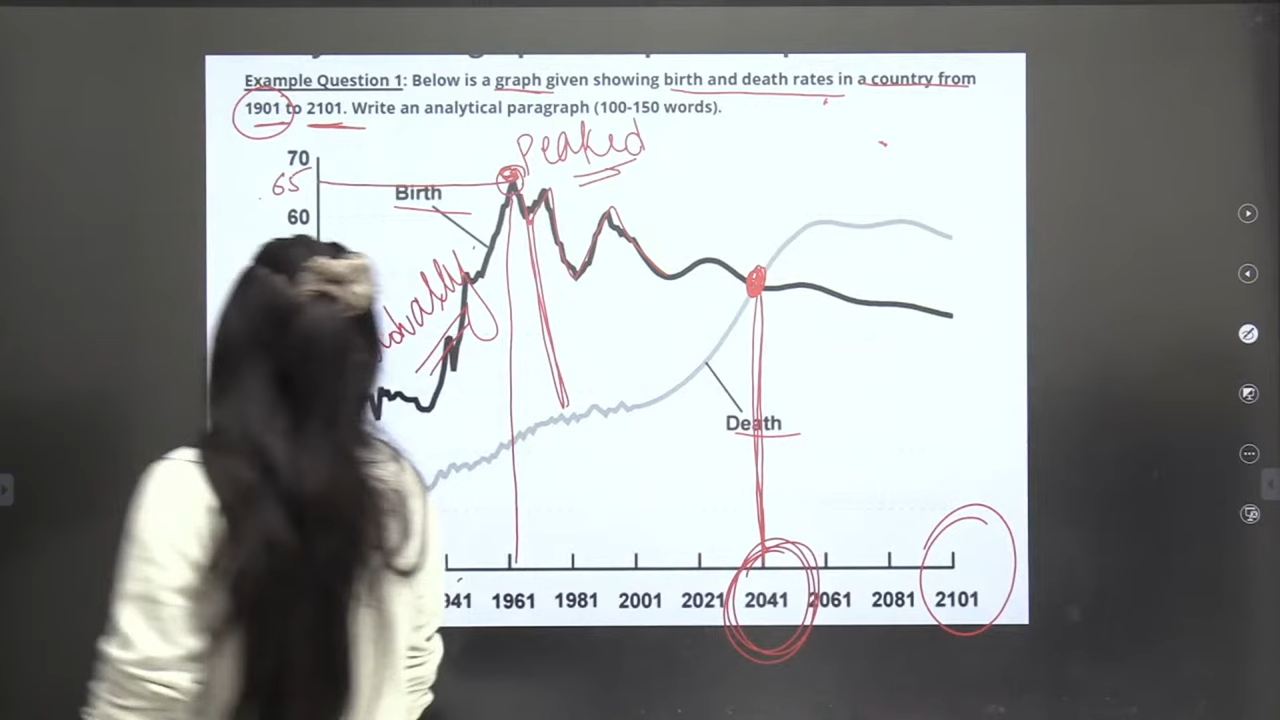 Example Question 1: Below is a graph given showing birth and death rates in a country from
1901 to 2101. Write an analytical paragraph (100-150 words).
Peaked
70
65
Birth
60
Death
1961 1981 2001 2021 2041 2061 2081 2101